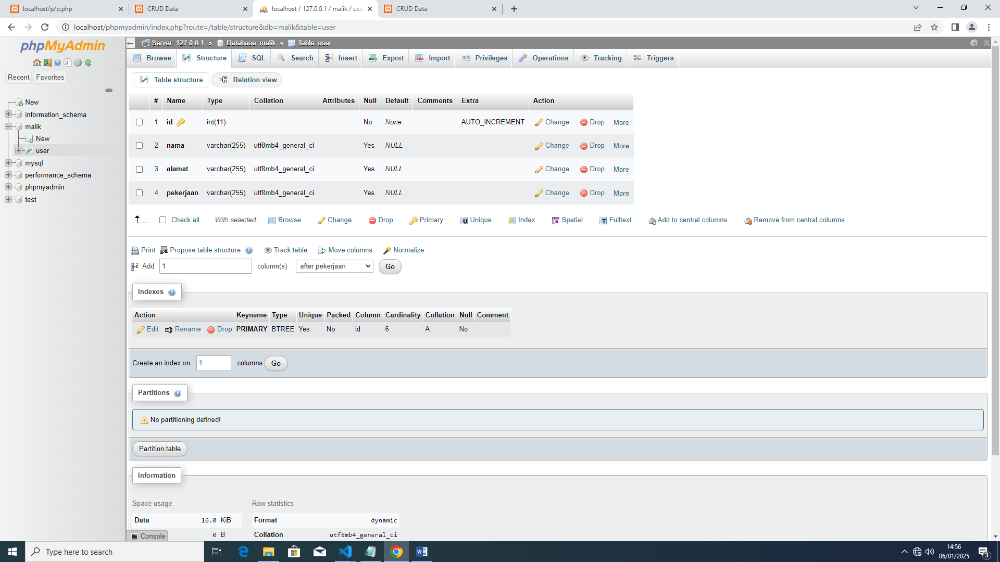 localhost/p/p.php
CRUD Data
localhost / 127.0.0.1 / malik / use
CRUD Data
localhost/phpmyadmin/index.php?route=/table/structure&db=malik&table=user
phpMyAdmin
Server: 127.0.0.1 » Database: malik » Table: user
Browse Structure SQL Search Insert Export Import Privileges Operations Tracking Triggers
Recent Favorites
Table structure Relation view
New
information_schema
malik
New
user
mysql
performance_schema
phpmyadmin
test
# Name Type Collation Attributes Null Default Comments Extra Action
1 id int(11) No None AUTO_INCREMENT Change Drop More
2 nama varchar(255) utf8mb4_general_ci Yes NULL Change Drop More
3 alamat varchar(255) utf8mb4_general_ci Yes NULL Change Drop More
4 pekerjaan varchar(255) utf8mb4_general_ci Yes NULL Change Drop More
Check all With selected: Browse Change Drop Primary Unique Index Spatial Fulltext Add to central columns Remove from central columns
Print Propose table structure Track table Move columns Normalize
Add 1 column(s) after pekerjaan Go
Indexes
Action Keyname Type Unique Packed Column Cardinality Collation Null Comment
Edit Rename Drop PRIMARY BTREE Yes No id 6 A No
Create an index on 1 columns Go
Partitions
No partitioning defined!
Partition table
Information
Space usage Row statistics
Data 16.0 KiB Format dynamic
0 B Collation utf8mb4_general_ci
Console
Type here to search
14:56
06/01/2025
3